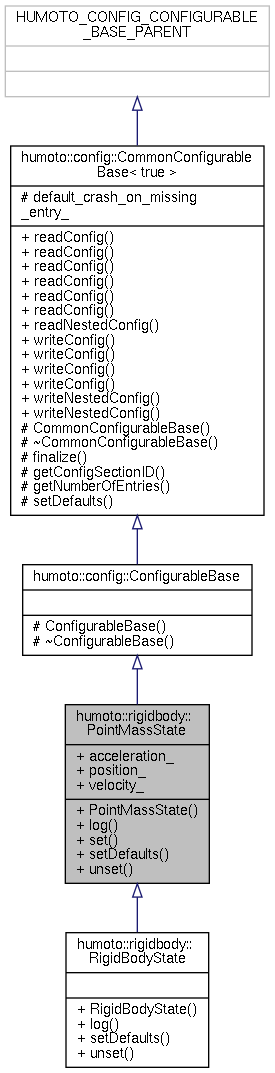 HUMOTO_CONFIG_CONFIGURABLE
_BASE_PARENT
humoto::config::CommonConfigurable
Base< true >
# default_crash_on_missing
_entry_
+ readConfig()
+ readConfig()
+ readConfig()
+ readConfig()
+ readConfig()
+ readConfig()
+ readNestedConfig()
+ writeConfig()
+ writeConfig()
+ writeConfig()
+ writeConfig()
+ writeNestedConfig()
+ writeNestedConfig()
# CommonConfigurableBase()
# ~CommonConfigurableBase()
# finalize()
# getConfigSectionID()
# getNumberOfEntries()
# setDefaults()
humoto::config::ConfigurableBase
# ConfigurableBase()
# ~ConfigurableBase()
humoto::rigidbody::
PointMassState
+ acceleration_
+ position_
+ velocity_
+ PointMassState()
+ log()
+ set()
+ setDefaults()
+ unset()
humoto::rigidbody::
RigidBodyState
+ RigidBodyState()
+ log()
+ setDefaults()
+ unset()